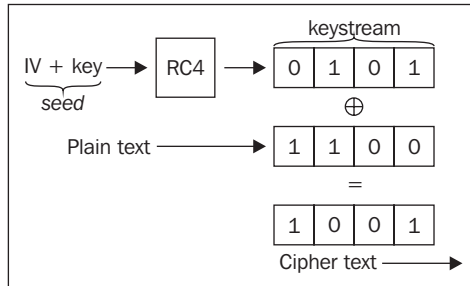 keystream
IV + key RC4 0 1 0 1
seed
⊕
Plain text 1 1 0 0
=
1 0 0 1
Cipher text